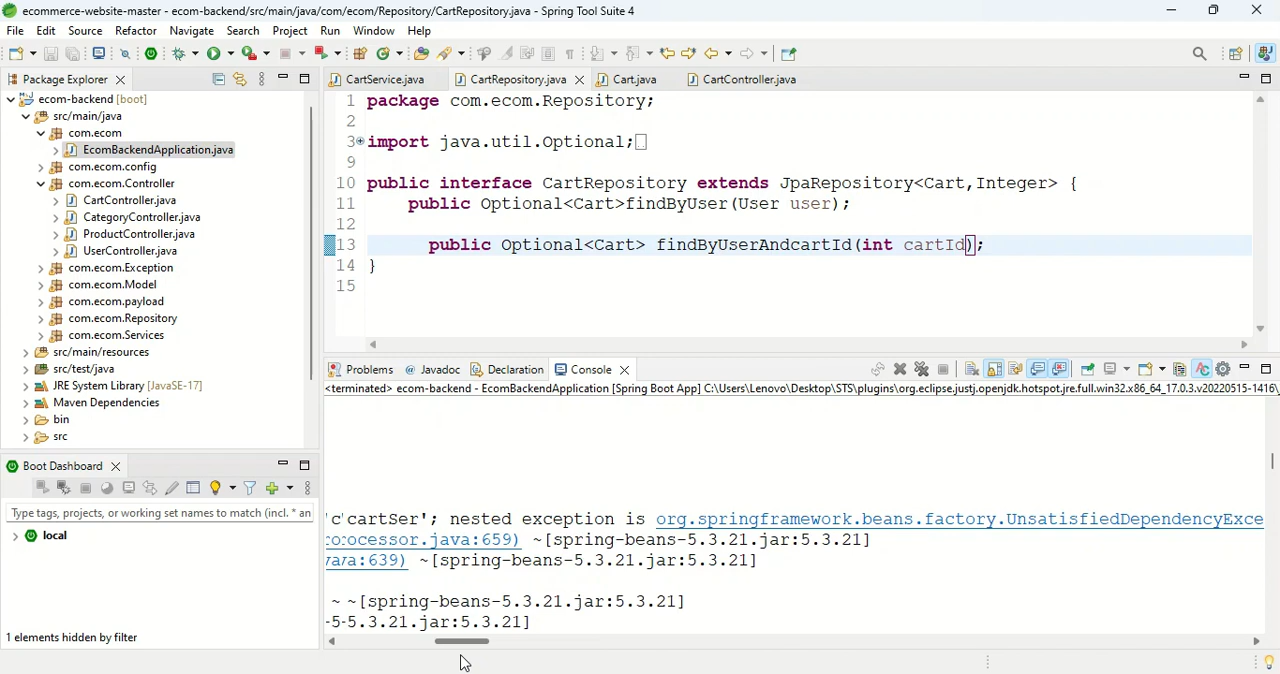 ecommerce-website-master - ecom-backend/src/main/java/com/ecom/Repository/CartRepository.java - Spring Tool Suite 4
File Edit Source Refactor Navigate Search Project Run Window Help
Package Explorer
ecom-backend [boot]
src/main/java
com.ecom
EcomBackendApplication.java
com.ecom.config
com.ecom.Controller
CartController.java
CategoryController.java
ProductController.java
UserController.java
com.ecom.Exception
com.ecom.Model
com.ecom.payload
com.ecom.Repository
com.ecom.Services
src/main/resources
src/test/java
JRE System Library [JavaSE-17]
Maven Dependencies
bin
src
Boot Dashboard
Type tags, projects, or working set names to match (incl. * an
local
1 elements hidden by filter
CartService.java CartRepository.java Cart.java CartController.java
1 package com.ecom.Repository;
2
3 import java.util.Optional;
9
10 public interface CartRepository extends JpaRepository<Cart,Integer> {
11 public Optional<Cart>findByUser(User user);
12
13 public Optional<Cart> findByUserAndcartId(int cartId);
14 }
15
Problems @ Javadoc Declaration Console
<terminated> ecom-backend - EcomBackendApplication [Spring Boot App] C:\Users\Lenovo\Desktop\STS\plugins\org.eclipse.justj.openjdk.hotspot.jre.full.win32.x86_64_17.0.3.v20220515-1416\
'c'cartSer'; nested exception is org.springframework.beans.factory.UnsatisfiedDependencyExce
rocessor.java:659) ~[spring-beans-5.3.21.jar:5.3.21]
:639) ~[spring-beans-5.3.21.jar:5.3.21]
~ ~[spring-beans-5.3.21.jar:5.3.21]
-5-5.3.21.jar:5.3.21]